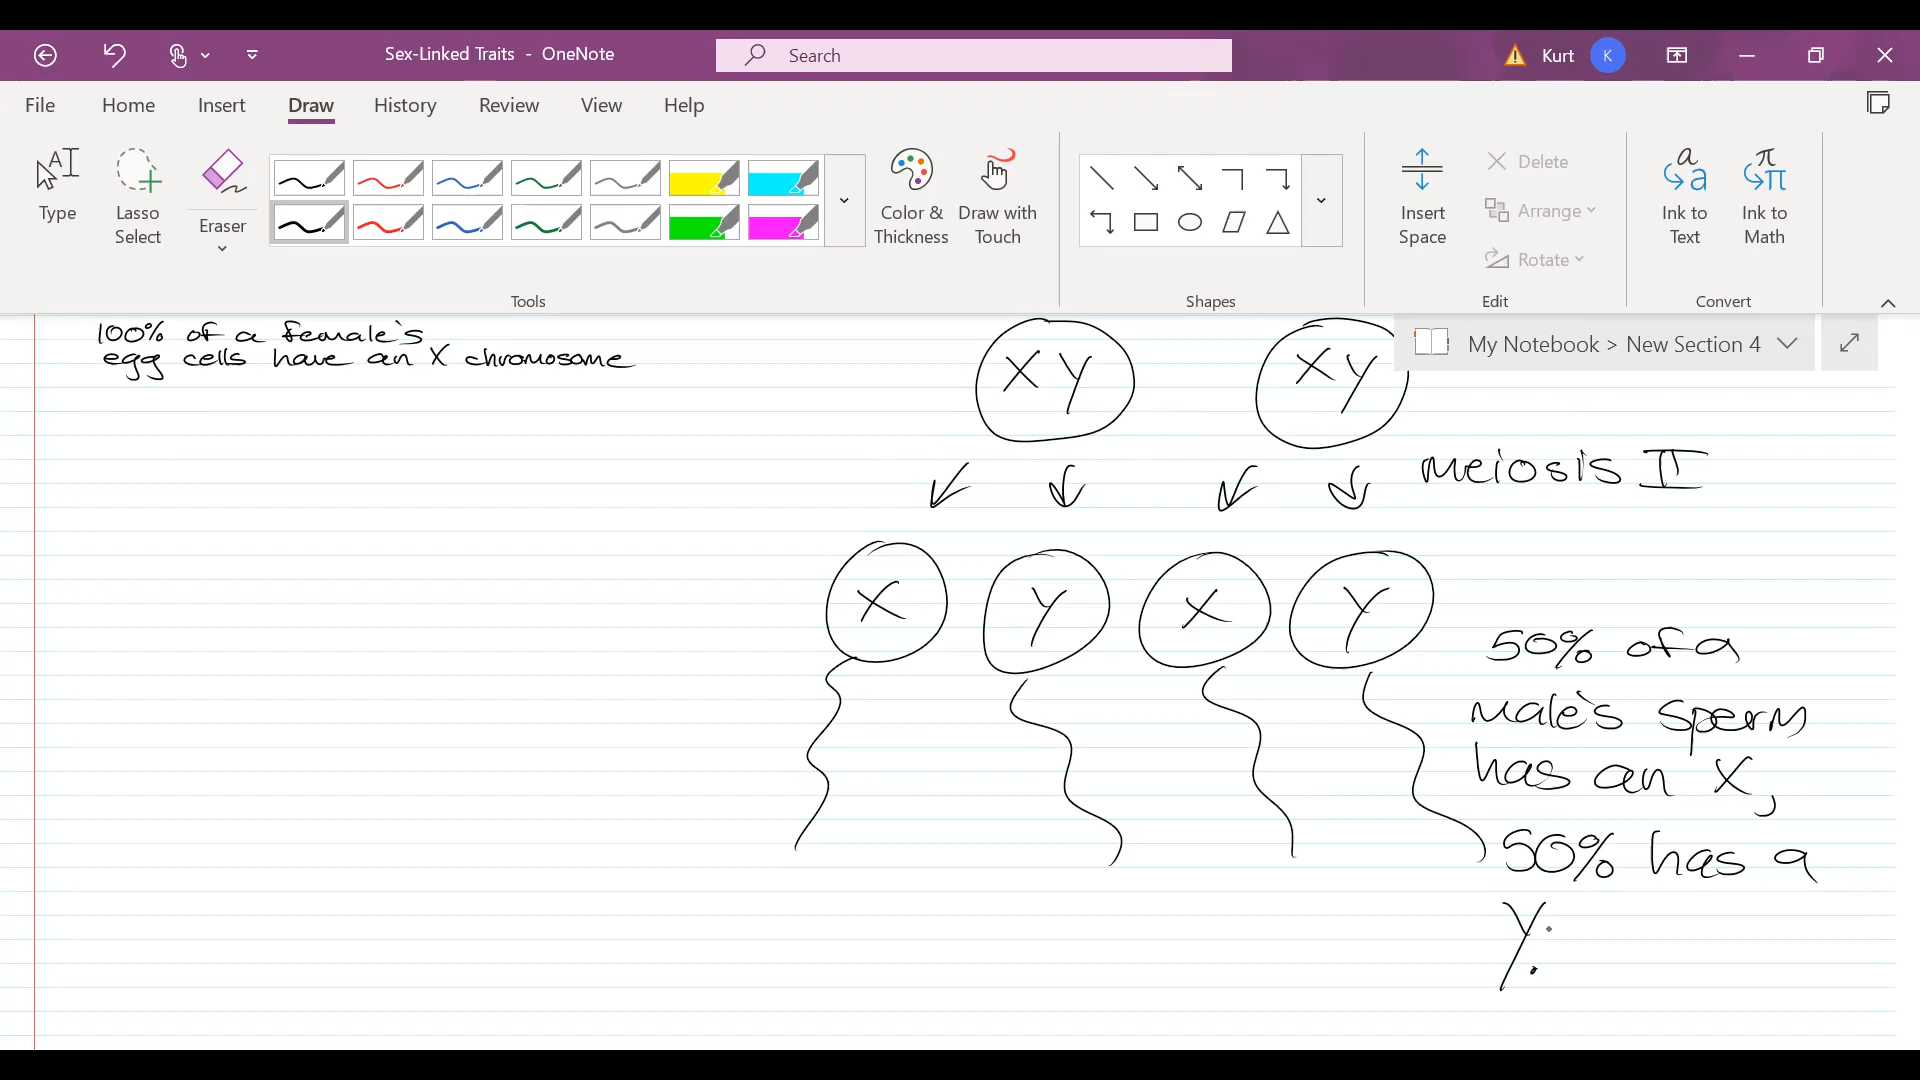 Sex-Linked Traits - OneNote
Search
Kurt
K
File
Home
Insert
Draw
History
Review
View
Help
Type
Lasso
Select
Eraser
Color &
Thickness
Draw with
Touch
Insert
Space
Delete
Arrange
Rotate
Ink to
Text
Ink to
Math
Tools
Shapes
Edit
Convert
My Notebook > New Section 4
100% of a female's
egg cells have an X chromosome
X Y
X Y
meiosis II
X
Y
X
Y
50% of a
male's sperm
has an X,
50% has a
Y.